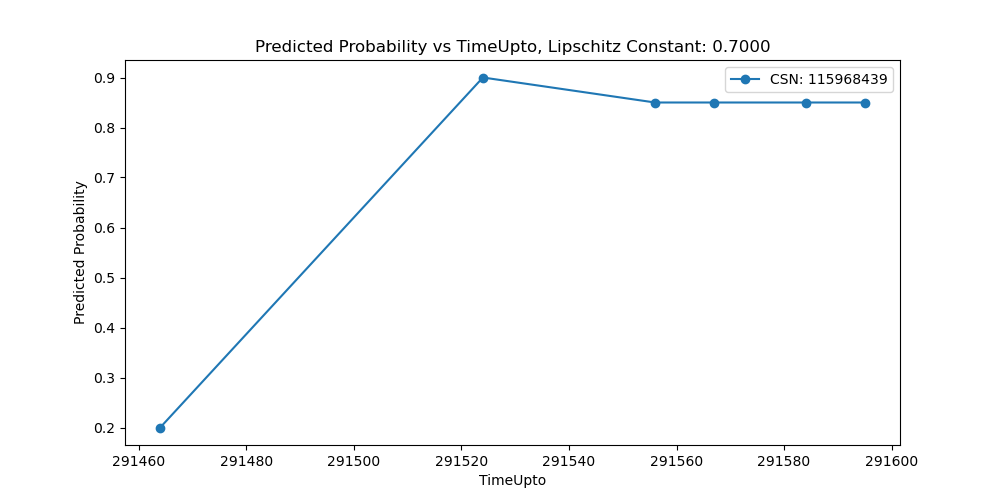 Predicted Probability vs TimeUpto, Lipschitz Constant: 0.7000
CSN: 115968439
Predicted Probability
0.9
0.8
0.7
0.6
0.5
0.4
0.3
0.2
291460 291480 291500 291520 291540 291560 291580 291600
TimeUpto